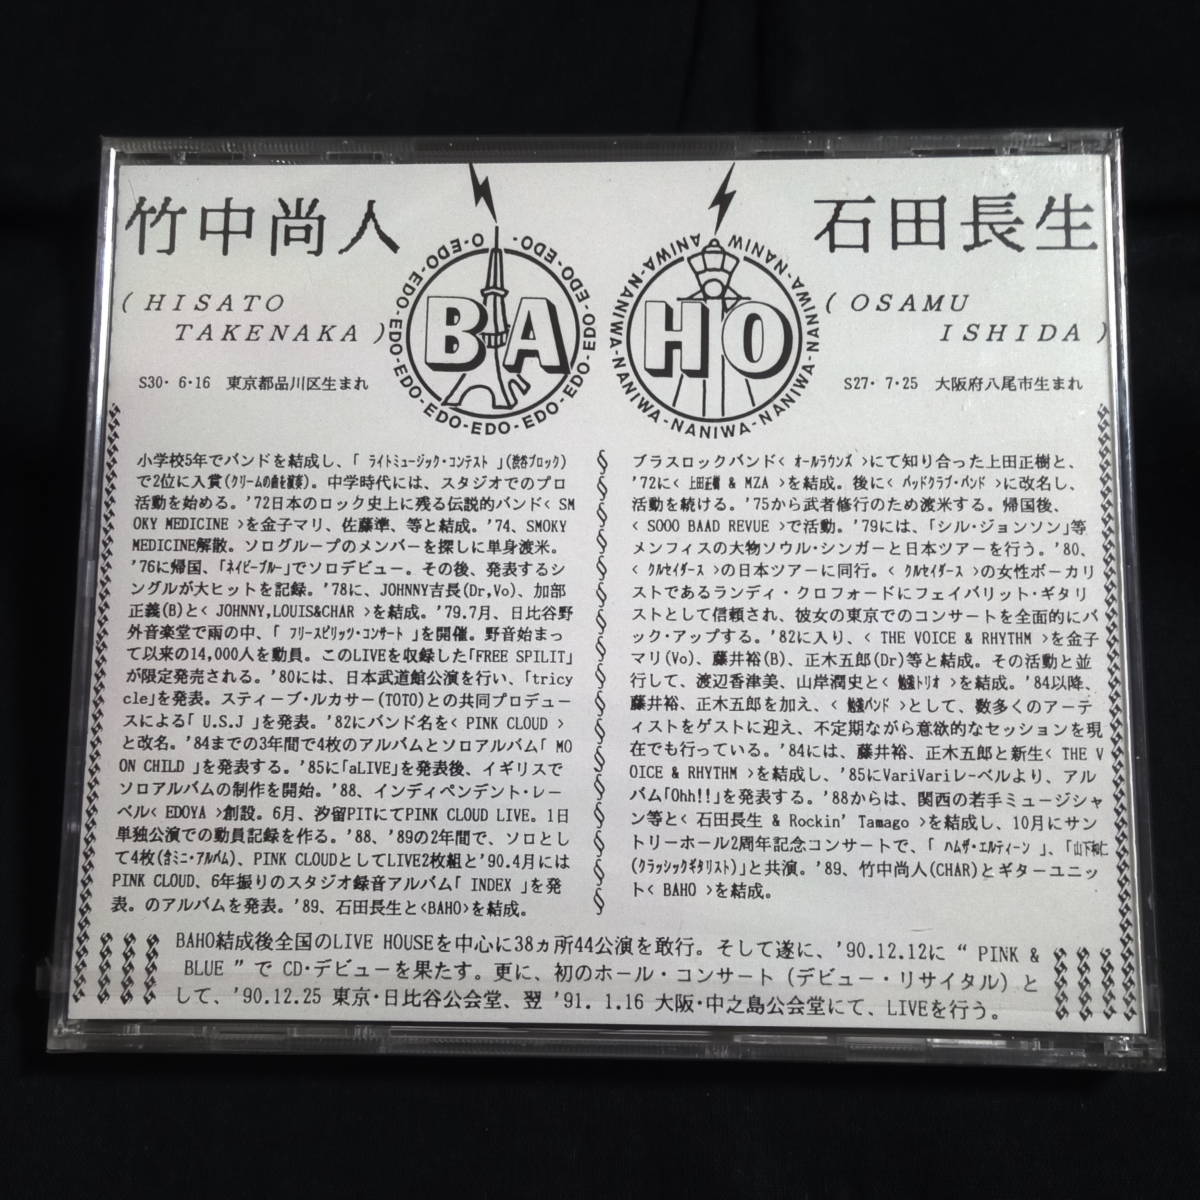 竹中尚人
(HISATO
TAKENAKA)
S30・6・16 東京都品川区生まれ
O-EDO-EDO-EDO-EDO-EDO-EDO-EDO-EDO-EDO-EDO-
BA
HO
NANIWA-NANIWA-NANIWA-NANIWA-NANIWA-NANIW
石田長生
(OSAMU
ISHIDA)
S27・7・25 大阪府八尾市生まれ
小学校5年でバンドを結成し、「ライトミュージック・コンテスト」(渋谷ブロック)
で2位に入賞(クリームの曲を演奏)。中学時代には、スタジオでのプロ
活動を始める。'72日本のロック史上に残る伝説的バンド< SM
OKY MEDICINE >を金子マリ、佐藤準、等と結成。'74、SMOKY
MEDICINE解散。ソログループのメンバーを探しに単身渡米。
'76に帰国、「ネイビーブルー」でソロデビュー。その後、発表するシ
ングルが大ヒットを記録。'78に、JOHNNY吉長(Dr,Vo)、加部
正義(B)と< JOHNNY,LOUIS&CHAR >を結成。'79.7月、日比谷野
外音楽堂で雨の中、「フリースピリッツ・コンサート」を開催。野音始まっ
て以来の14,000人を動員。このLIVEを収録した「FREE SPILIT」
が限定発売される。'80には、日本武道館公演を行い、「tricy
cle」を発表。スティーブ・ルカサー(TOTO)との共同プロデュー
スによる「 U.S.J 」を発表。'82にバンド名を< PINK CLOUD >
と改名。'84までの3年間で4枚のアルバムとソロアルバム「 MO
ON CHILD 」を発表する。'85に「aLIVE」を発表後、イギリスで
ソロアルバムの制作を開始。'88、インディペンデント・レー
ベル< EDOYA >創設。6月、汐留PITにてPINK CLOUD LIVE。1日
単独公演での動員記録を作る。'88、'89の2年間で、ソロとし
て4枚(含ミニ・アルバム)、PINK CLOUDとしてLIVE2枚組と'90.4月には
PINK CLOUD、6年振りのスタジオ録音アルバム「 INDEX 」を発
表。のアルバムを発表。'89、石田長生と<BAHO>を結成。
ブラスロックバンド< オールラウンズ >にて知り合った上田正樹と、
'72に< 上田正樹 & MZA >を結成。後に< バッドクラブ・バンド >に改名し、
活動を続ける。'75から武者修行のため渡米する。帰国後、
< SOOO BAAD REVUE >で活動。'79には、「シル・ジョンソン」等
メンフィスの大物ソウル・シンガーと日本ツアーを行う。'80、
< クルセイダース >の日本ツアーに同行。< クルセイダース >の女性ボーカリ
ストであるランディ・クロフォードにフェイバリット・ギタリ
ストとして信頼され、彼女の東京でのコンサートを全面的にバ
ック・アップする。'82に入り、< THE VOICE & RHYTHM >を金子
マリ(Vo)、藤井裕(B)、正木五郎(Dr)等と結成。その活動と並
行して、渡辺香津美、山岸潤史と< トリオ >を結成。'84以降、
藤井裕、正木五郎を加え、< バンド >として、数多くのアーテ
ィストをゲストに迎え、不定期ながら意欲的なセッションを現
在でも行っている。'84には、藤井裕、正木五郎と新生< THE V
OICE & RHYTHM >を結成し、'85にVariVariレーベルより、アル
バム「Ohh!!」を発表する。'88からは、関西の若手ミュージシャ
ン等と< 石田長生 & Rockin' Tamago >を結成し、10月にサン
トリーホール2周年記念コンサートで、「 ハムザ・エルディーン 」、「山下和仁
(クラッシックギタリスト)」と共演。'89、竹中尚人(CHAR)とギターユニッ
ト< BAHO >を結成。
BAHO結成後全国のLIVE HOUSEを中心に38ヵ所44公演を敢行。そして遂に、'90.12.12に “ PINK &
BLUE ” で CD・デビューを果たす。更に、初のホール・コンサート (デビュー・リサイタル) と
して、'90.12.25 東京・日比谷公会堂、翌 '91. 1.16 大阪・中之島公会堂にて、LIVEを行う。